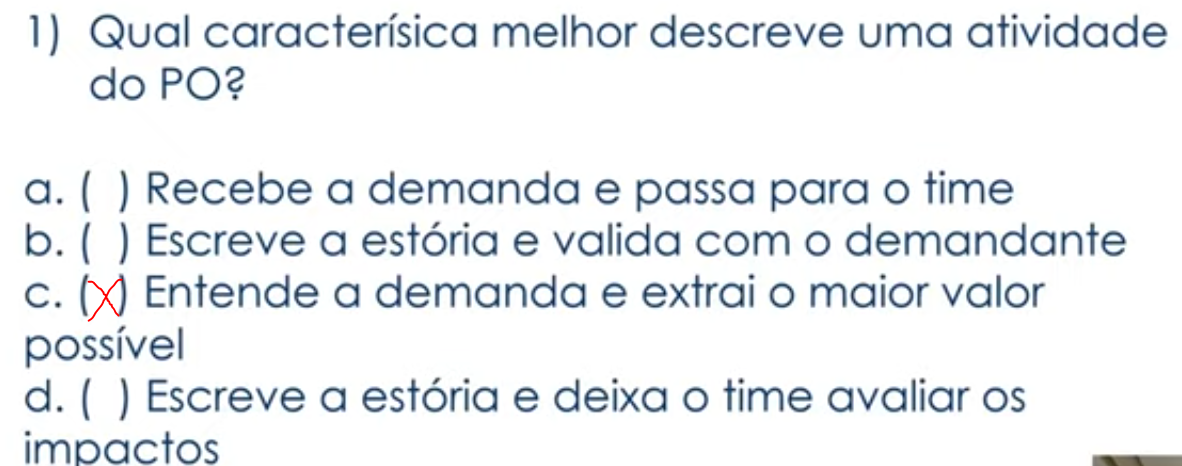 1) Qual caracterísica melhor descreve uma atividade
do PO?
a. ( ) Recebe a demanda e passa para o time
b. ( ) Escreve a estória e valida com o demandante
c. (X) Entende a demanda e extrai o maior valor
possível
d. ( ) Escreve a estória e deixa o time avaliar os
impactos